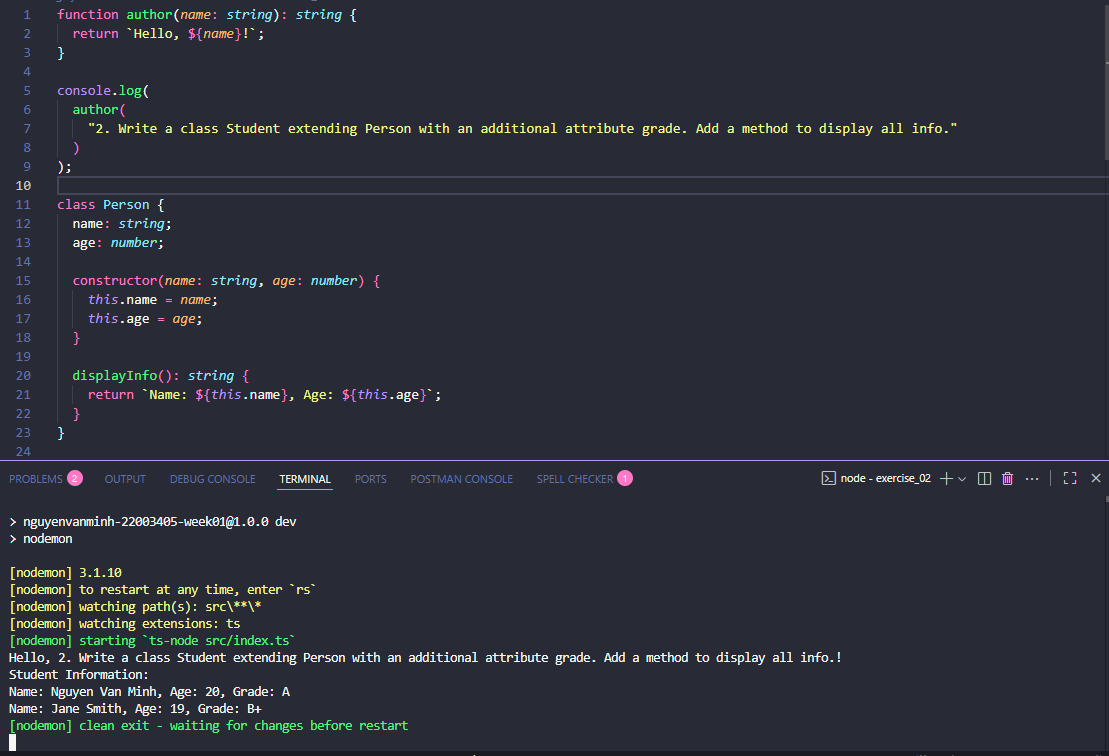 1 function author(name: string): string {
2 return `Hello, ${name}!`;
3 }
4
5 console.log(
6 author(
7 "2. Write a class Student extending Person with an additional attribute grade. Add a method to display all info."
8 )
9 );
10
11 class Person {
12 name: string;
13 age: number;
14
15 constructor(name: string, age: number) {
16 this.name = name;
17 this.age = age;
18 }
19
20 displayInfo(): string {
21 return `Name: ${this.name}, Age: ${this.age}`;
22 }
23 }
24
PROBLEMS 2 OUTPUT DEBUG CONSOLE TERMINAL PORTS POSTMAN CONSOLE SPELL CHECKER 1 node - exercise_02
> nguyenvanminh-22003405-week01@1.0.0 dev
> nodemon
[nodemon] 3.1.10
[nodemon] to restart at any time, enter `rs`
[nodemon] watching path(s): src\**\*
[nodemon] watching extensions: ts
[nodemon] starting `ts-node src/index.ts`
Hello, 2. Write a class Student extending Person with an additional attribute grade. Add a method to display all info.!
Student Information:
Name: Nguyen Van Minh, Age: 20, Grade: A
Name: Jane Smith, Age: 19, Grade: B+
[nodemon] clean exit - waiting for changes before restart